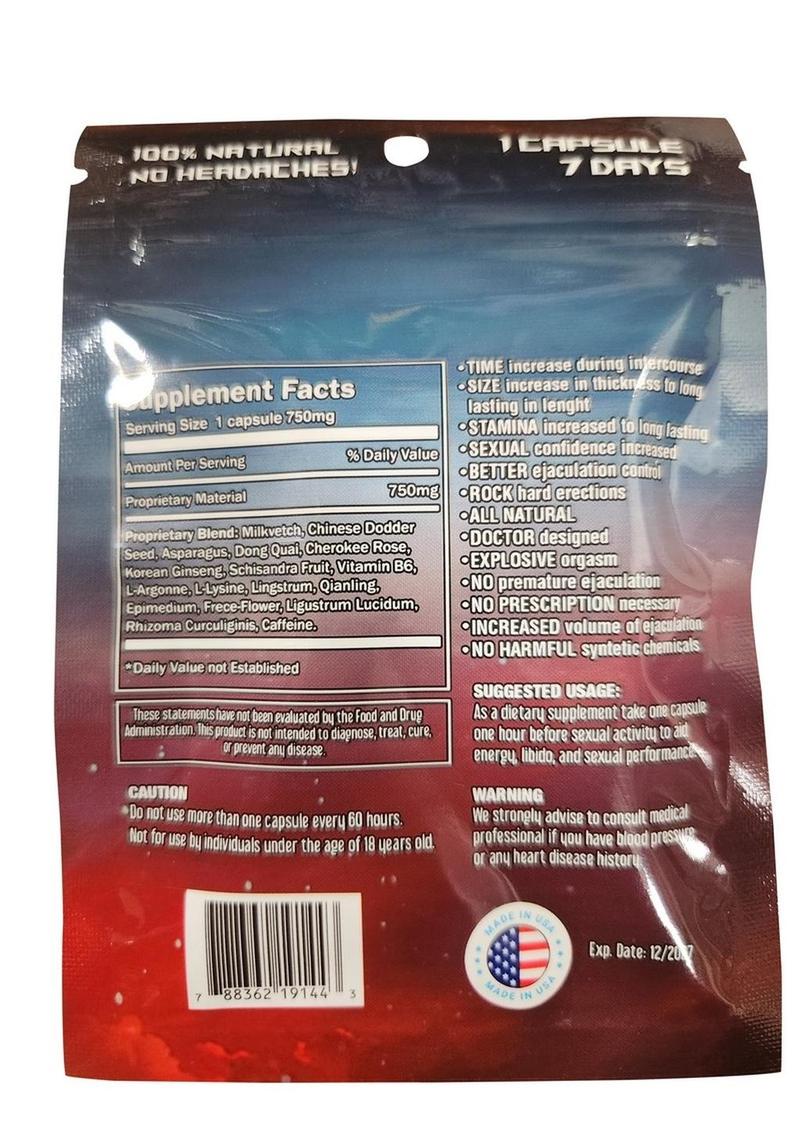 100% NATURAL
NO HEADACHES!
1 CAPSULE
7 DAYS
Supplement Facts
Serving Size 1 capsule 750mg
Amount Per Serving % Daily Value
Proprietary Material 750mg
Proprietary Blend: Milkvetch, Chinese Dodder
Seed, Asparagus, Dong Quai, Cherokee Rose,
Korean Ginseng, Schisandra Fruit, Vitamin B6,
L-Argonne, L-Lysine, Lingstrum, Qianling,
Epimedium, Frece-Flower, Ligustrum Lucidum,
Rhizoma Curculiginis, Caffeine.
*Daily Value not Established
These statements have not been evaluated by the Food and Drug
Administration. This product is not intended to diagnose, treat, cure,
or prevent any disease.
CAUTION
*Do not use more than one capsule every 60 hours.
Not for use by individuals under the age of 18 years old.
7 88362 19144 3
•TIME increase during intercourse
•SIZE increase in thickness to long
lasting in lenght
•STAMINA increased to long lasting
•SEXUAL confidence increased
•BETTER ejaculation control
•ROCK hard erections
•ALL NATURAL
•DOCTOR designed
•EXPLOSIVE orgasm
•NO premature ejaculation
•NO PRESCRIPTION necessary
•INCREASED volume of ejaculation
•NO HARMFUL syntetic chemicals
SUGGESTED USAGE:
As a dietary supplement take one capsule
one hour before sexual activity to aid
energy, libido, and sexual performance.
WARNING
We strongly advise to consult medical
professional if you have blood pressure
or any heart disease history.
MADE IN USA
MADE IN USA
Exp. Date: